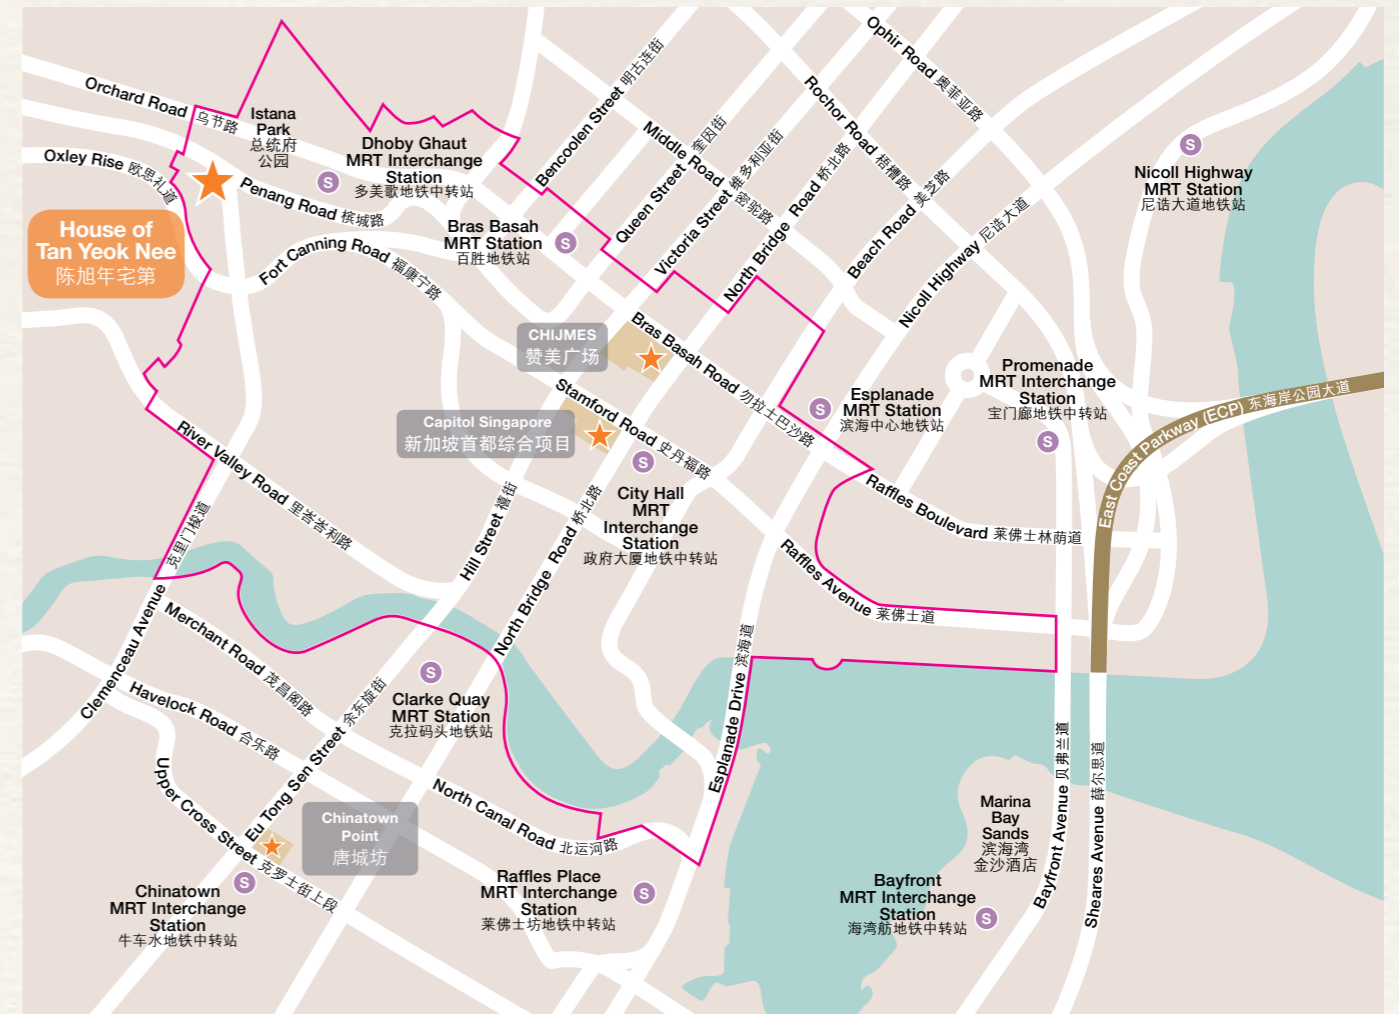 Ophir Road 奥菲亚路
Orchard Road 乌节路
Istana
Park
总统府
公园
Bencoolen Street 明古连街
Rochor Road 梧槽路
Middle Road 密驼路
Queen Street 奎因街
Victoria Street 维多利亚街
North Bridge Road 桥北路
Beach Road 美芝路
Nicoll Highway 尼诰大道
Dhoby Ghaut
MRT Interchange
Station
多美歌地铁中转站
S
S
Nicoll Highway
MRT Station
尼诰大道地铁站
Oxley Rise 欧思礼道
Penang Road 槟城路
House of
Tan Yeok Nee
陈旭年宅第
Bras Basah
MRT Station
百胜地铁站
S
Fort Canning Road 福康宁路
CHIJMES
赞美广场
Bras Basah Road 勿拉士巴沙路
Promenade
MRT Interchange
Station
宝门廊地铁中转站
S
Esplanade
MRT Station
滨海中心地铁站
S
East Coast Parkway (ECP) 东海岸公园大道
Capitol Singapore
新加坡首都综合项目
Stamford Road 史丹福路
S
City Hall
MRT
Interchange
Station
政府大厦地铁中转站
River Valley Road 里峇峇利路
Hill Street 禧街
North Bridge Road 桥北路
Raffles Boulevard 莱佛士林荫道
Raffles Avenue 莱佛士道
Clemenceau Avenue 克里门梭道
Merchant Road 茂昌阁路
Havelock Road 合乐路
S
Clarke Quay
MRT Station
克拉码头地铁站
Eu Tong Sen Street 余东旋街
Esplanade Drive 滨海道
Upper Cross Street 克罗士街上段
North Canal Road 北运河路
Chinatown
Point
唐城坊
Bayfront Avenue 贝弗兰道
Sheares Avenue 薛尔思道
Marina
Bay
Sands
滨海湾
金沙酒店
S
Chinatown
MRT Interchange
Station
牛车水地铁中转站
Raffles Place
MRT Interchange
Station
莱佛士坊地铁中转站
S
Bayfront
MRT Interchange
Station
海湾舫地铁中转站
S